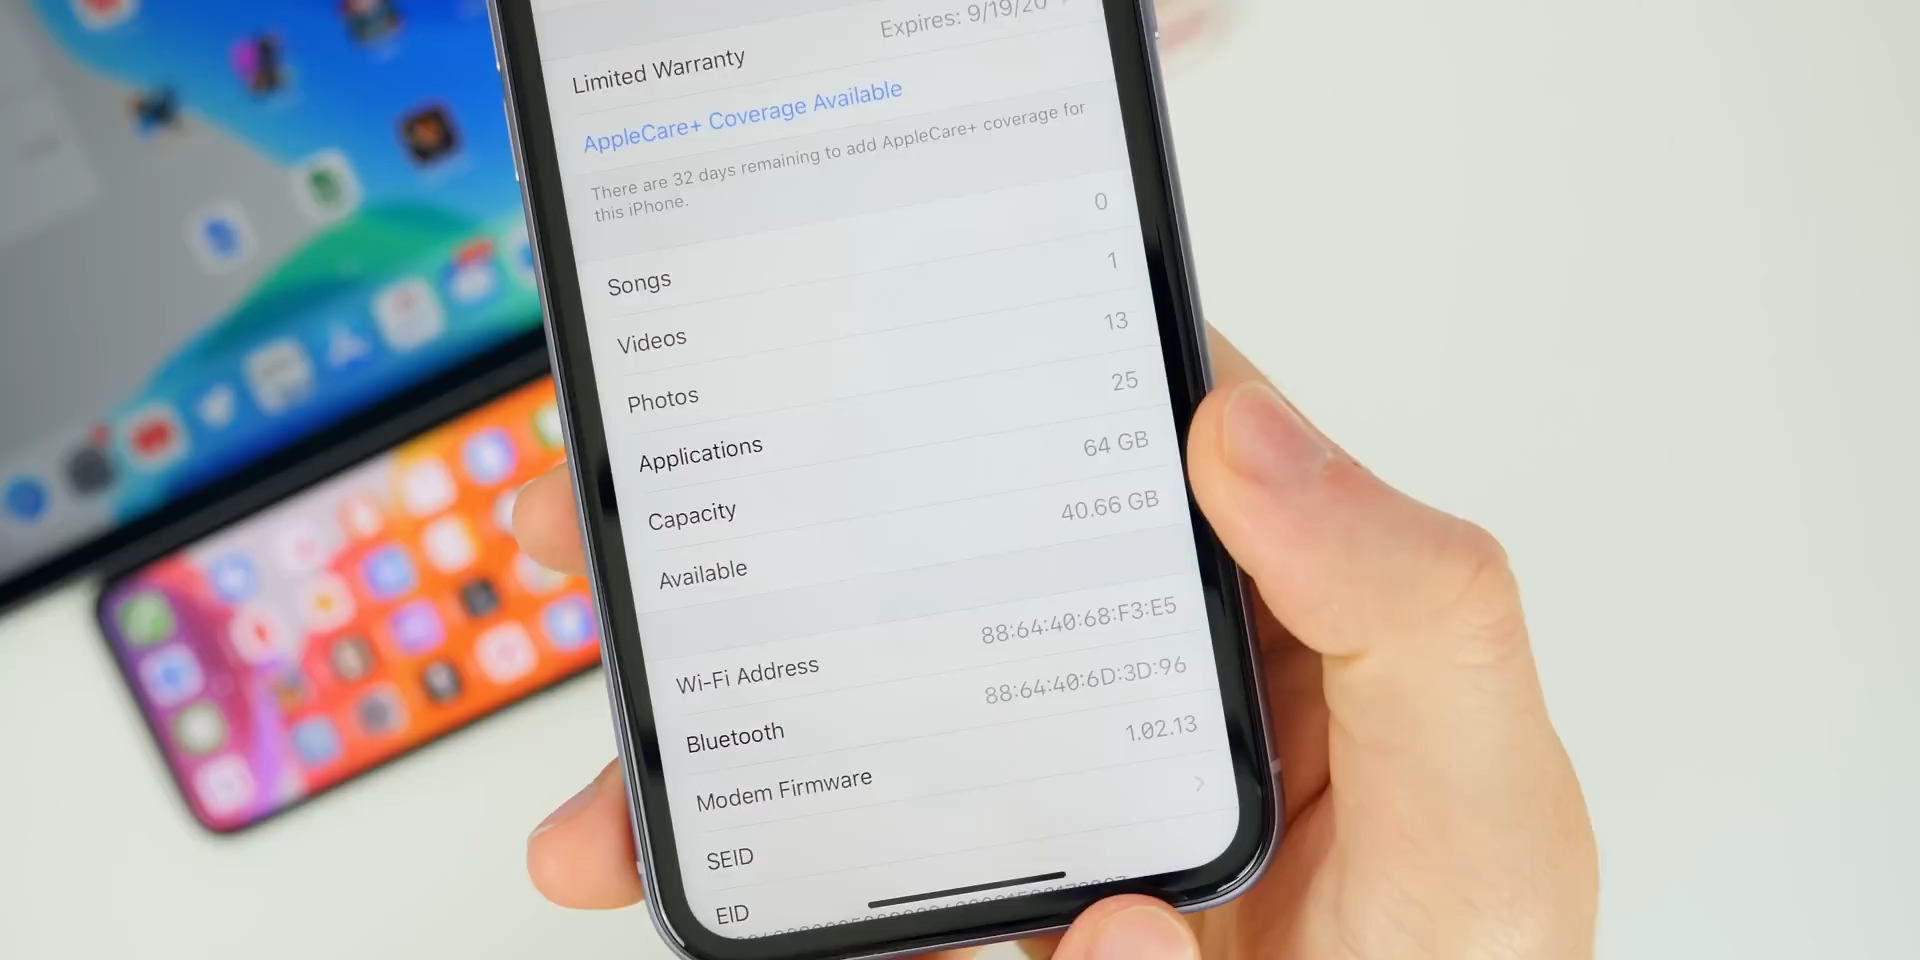 Limited Warranty Expires: 9/19/20
AppleCare+ Coverage Available
There are 32 days remaining to add AppleCare+ coverage for
this iPhone.
Songs 0
Videos 1
Photos 13
Applications 25
Capacity 64 GB
Available 40.66 GB
Wi-Fi Address 88:64:40:68:F3:E5
Bluetooth 88:64:40:6D:3D:96
Modem Firmware 1.02.13
SEID
EID